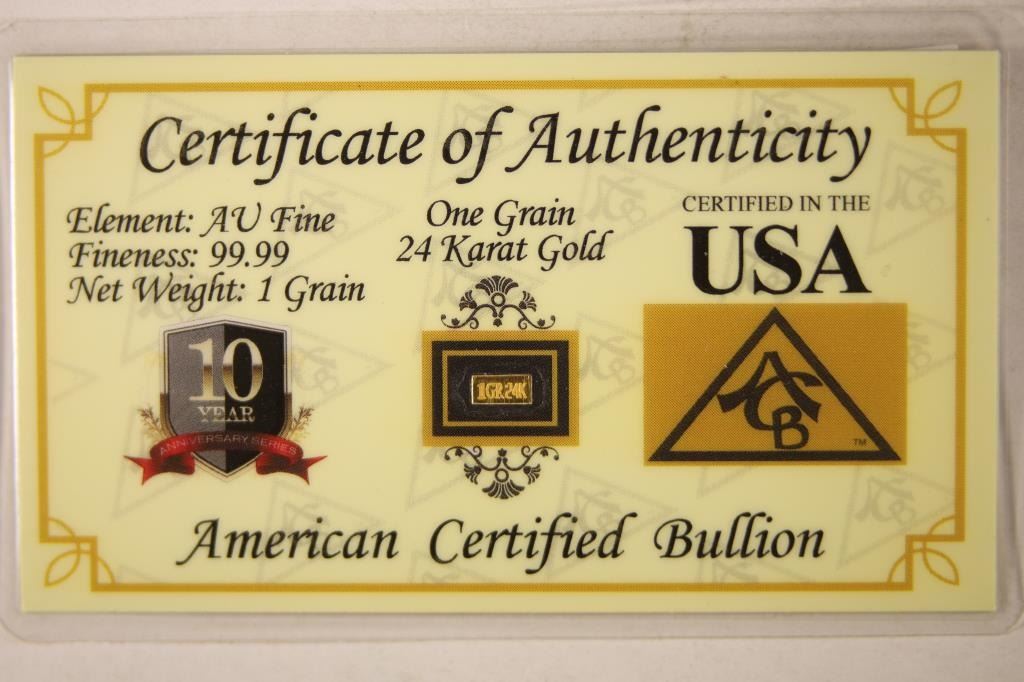 Certificate of Authenticity
Element: AU Fine
Fineness: 99.99
Net Weight: 1 Grain
One Grain
24 Karat Gold
CERTIFIED IN THE
USA
10
YEAR
ANNIVERSARY SERIES
1GR.24K
ACB
TM
American Certified Bullion